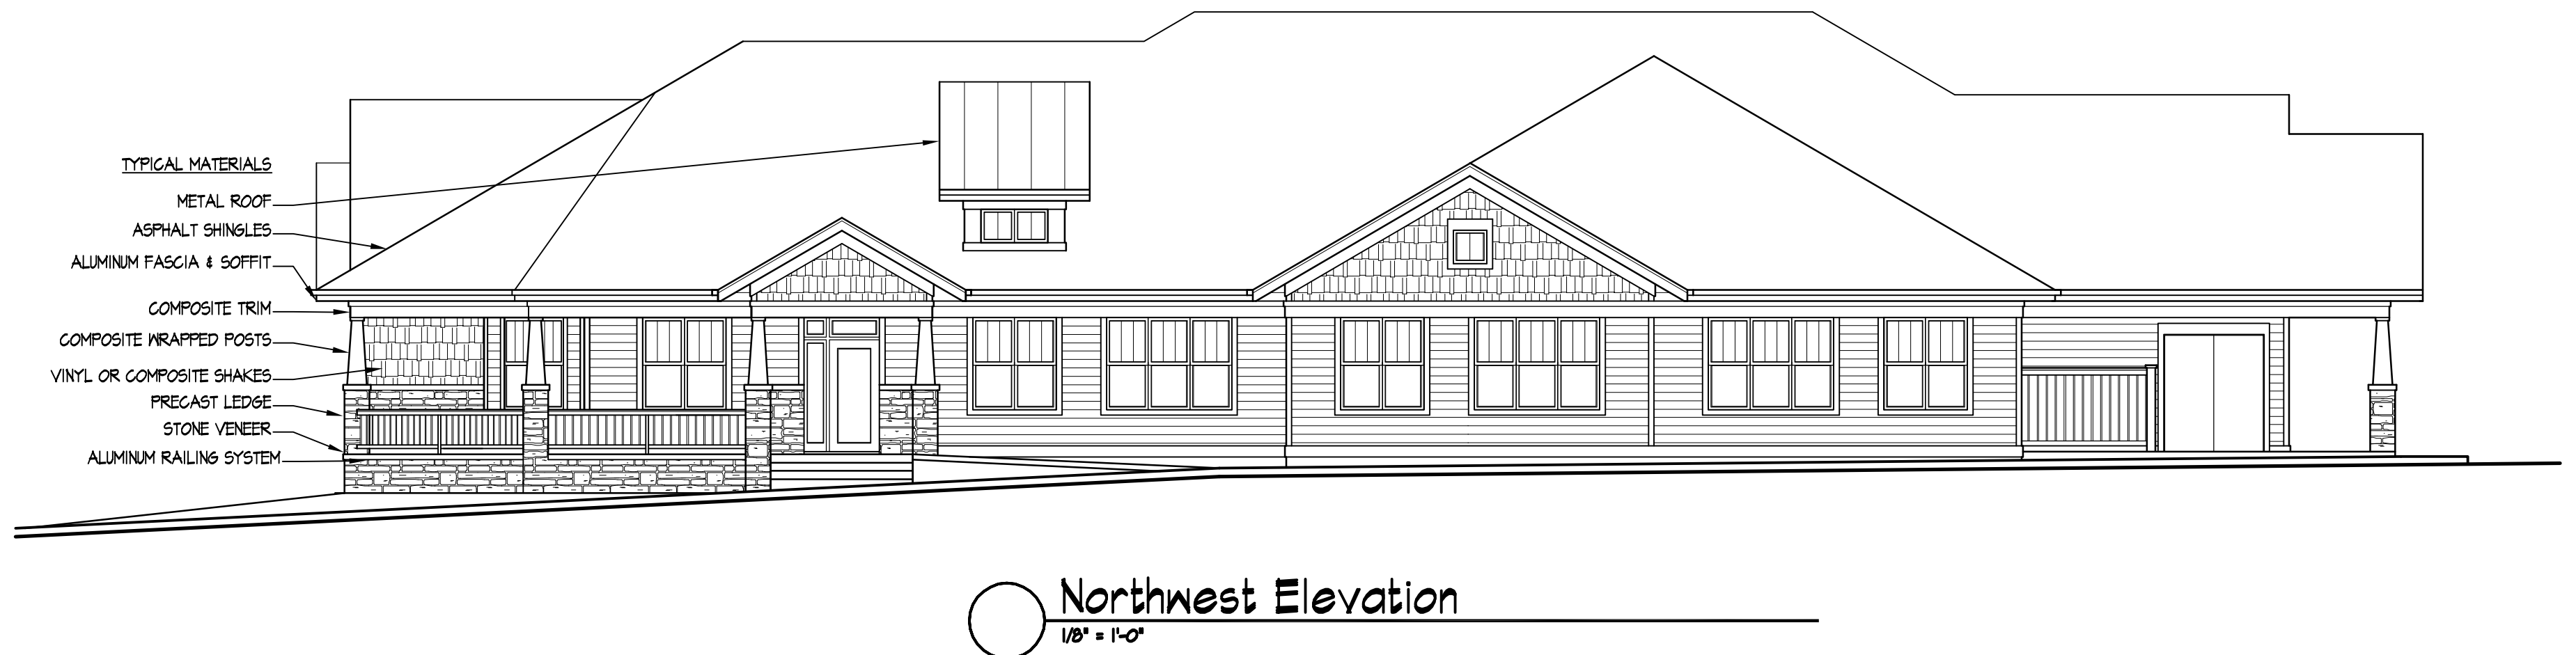 TYPICAL MATERIALS
METAL ROOF
ASPHALT SHINGLES
ALUMINUM FASCIA & SOFFIT
COMPOSITE TRIM
COMPOSITE WRAPPED POSTS
VINYL OR COMPOSITE SHAKES
PRECAST LEDGE
STONE VENEER
ALUMINUM RAILING SYSTEM
Northwest Elevation
1/8" = 1'-0"